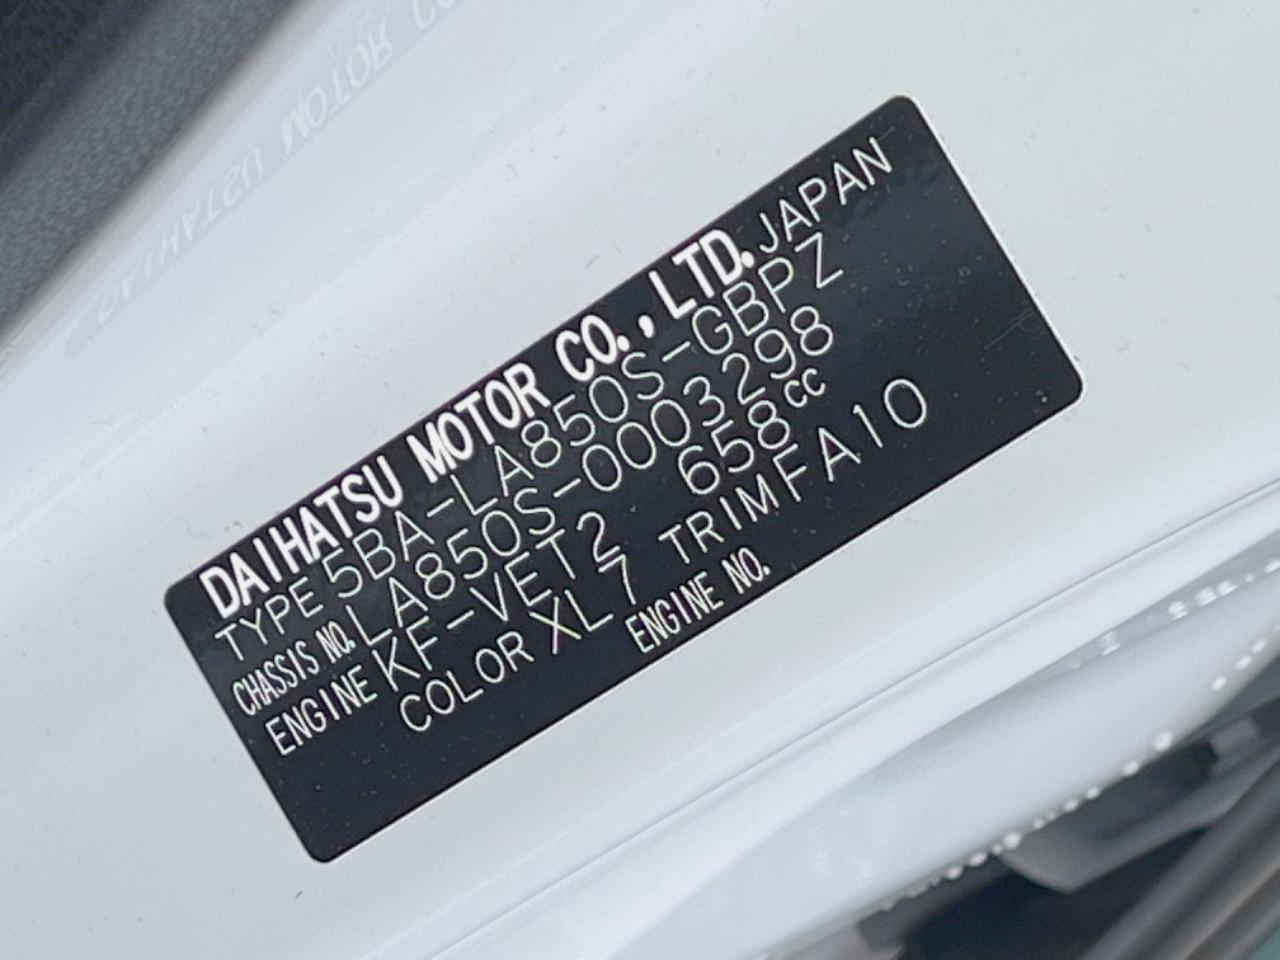 DAIHATSU MOTOR CO., LTD. JAPAN
TYPE 5BA-LA850S-GBPZ
CHASSIS NO. LA850S-0003298
ENGINE KF-VET2 658cc
COLOR XL7 TRIM FA10
ENGINE NO.